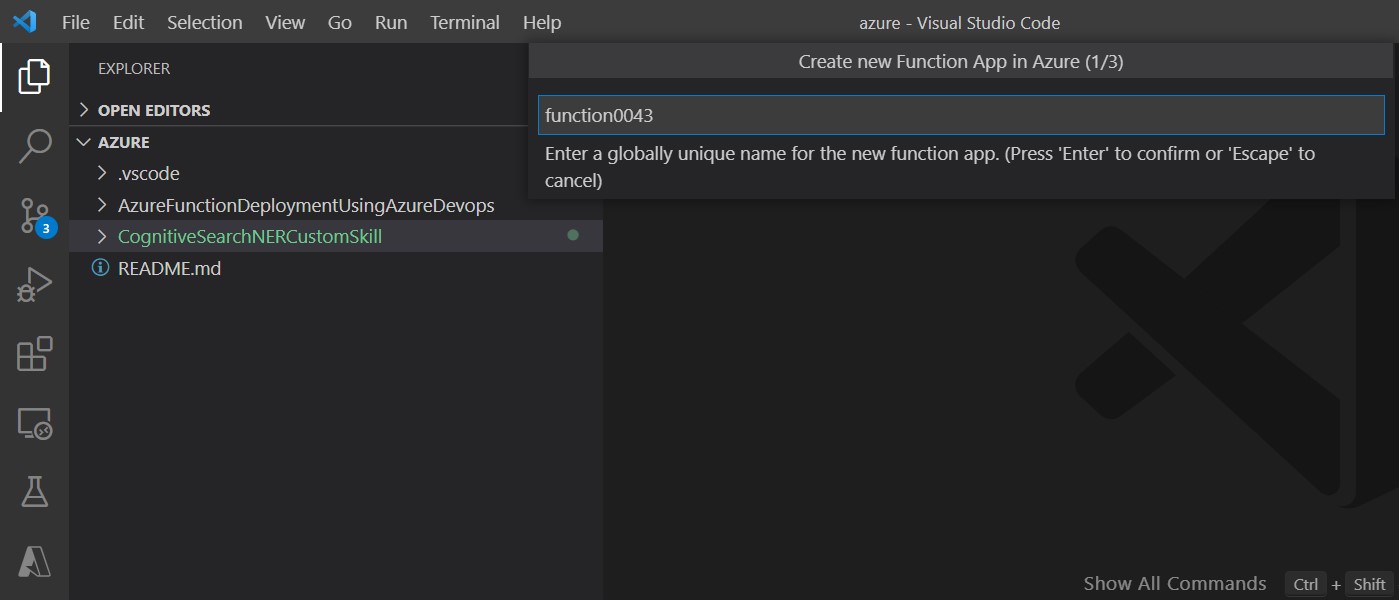 File Edit Selection View Go Run Terminal Help azure - Visual Studio Code
EXPLORER
OPEN EDITORS
AZURE
.vscode
AzureFunctionDeploymentUsingAzureDevops
CognitiveSearchNERCustomSkill
README.md
3
Create new Function App in Azure (1/3)
function0043
Enter a globally unique name for the new function app. (Press 'Enter' to confirm or 'Escape' to
cancel)
Show All Commands Ctrl + Shift